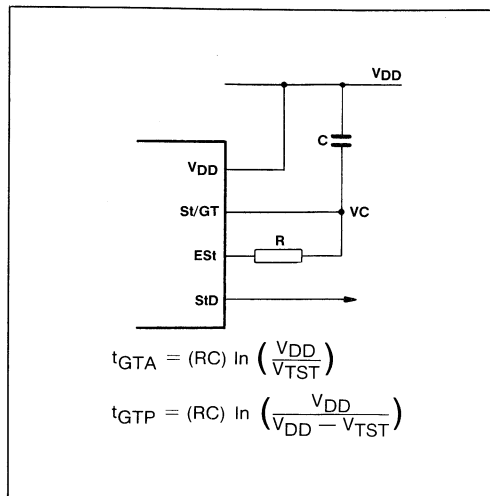 VDD
C
VDD
St/GT
VC
R
ESt
StD
tGTA = (RC) ln (VDD / VTST)
tGTP = (RC) ln (VDD / VDD − VTST)